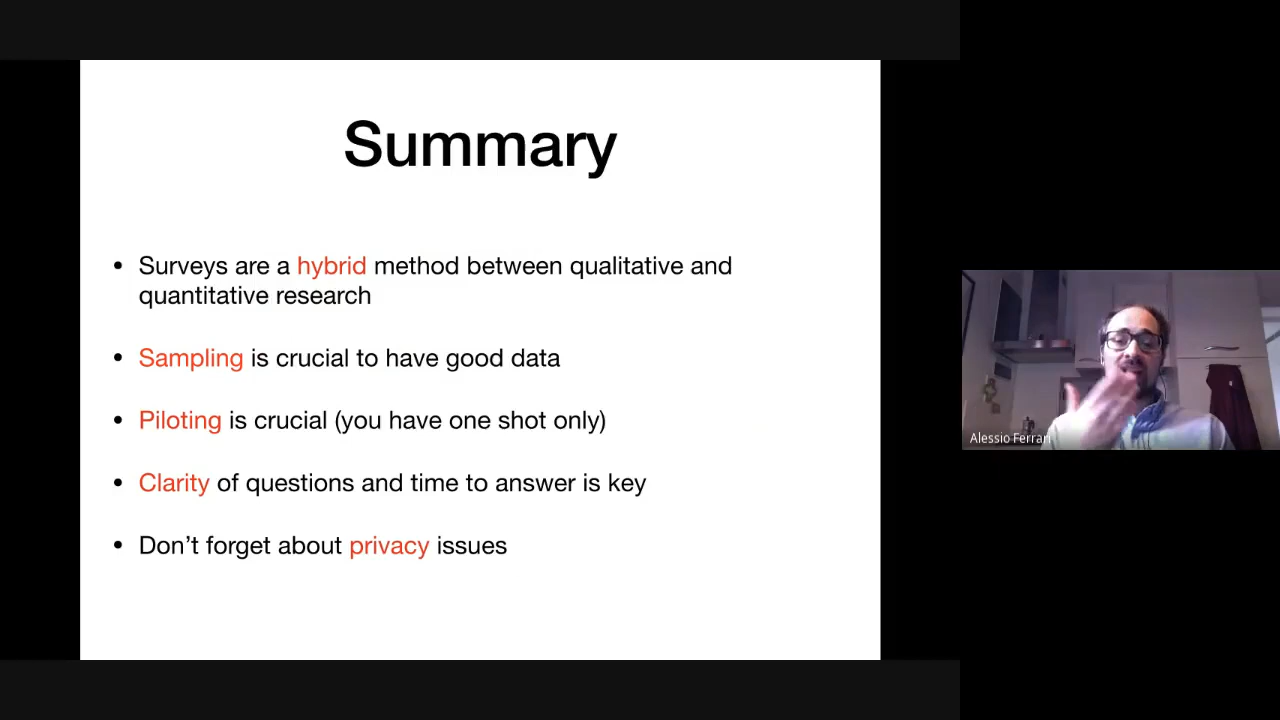 Summary
• Surveys are a hybrid method between qualitative and
quantitative research
• Sampling is crucial to have good data
• Piloting is crucial (you have one shot only)
• Clarity of questions and time to answer is key
• Don’t forget about privacy issues
Alessio Ferrari